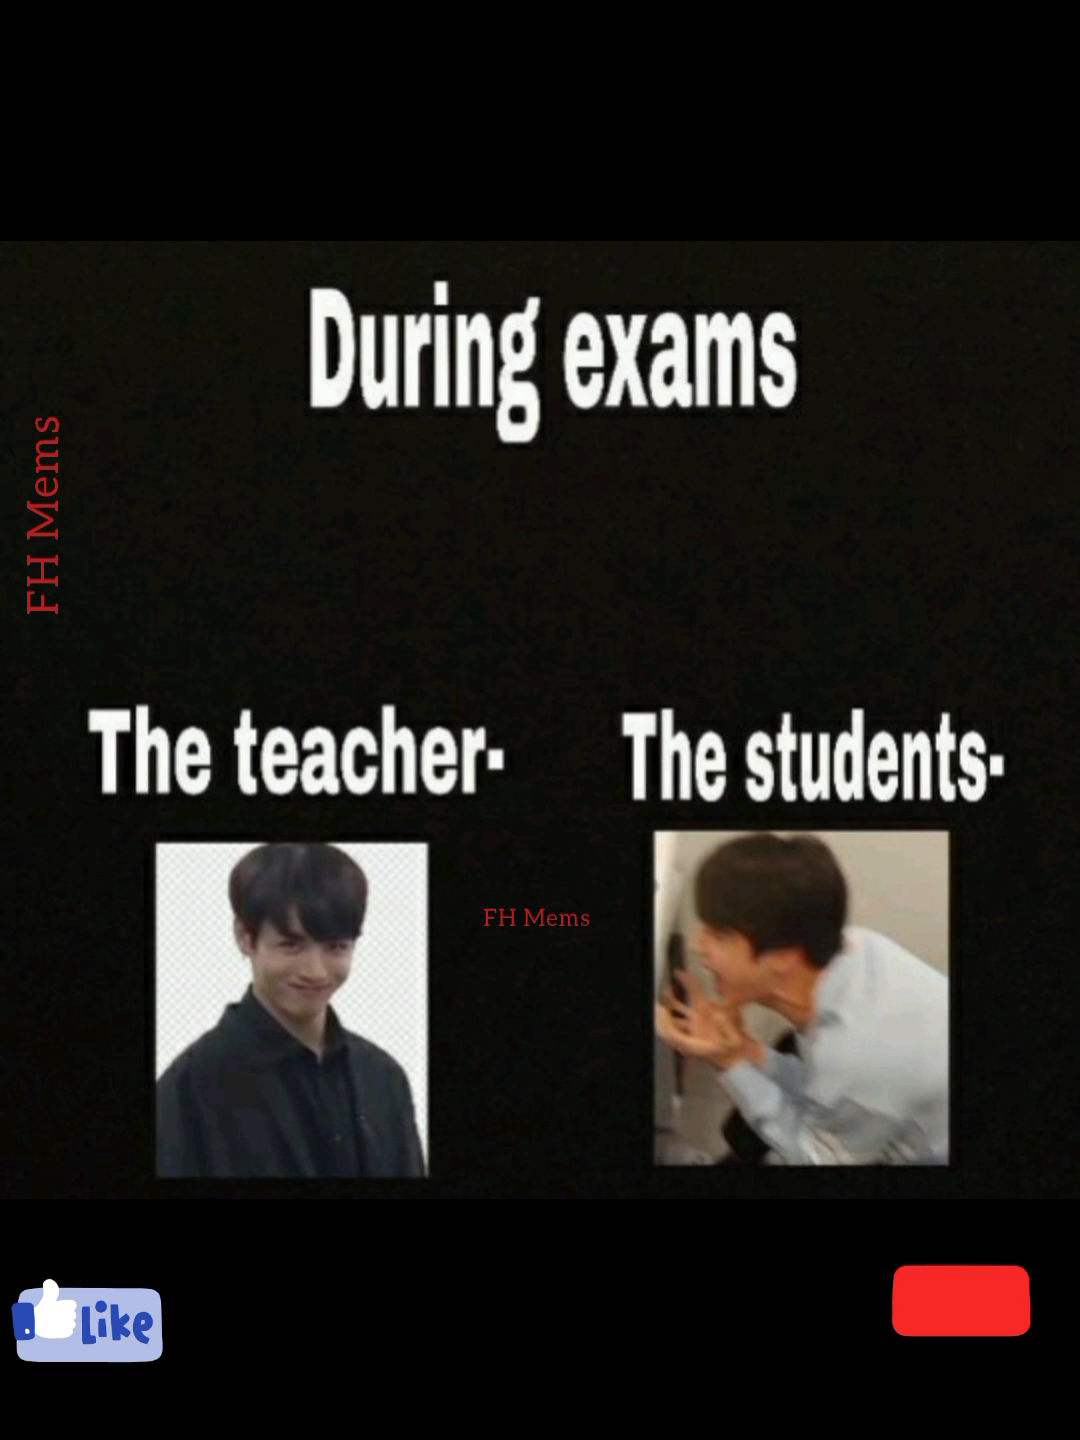 During exams
FH Mems
The teacher-
The students-
FH Mems
Like